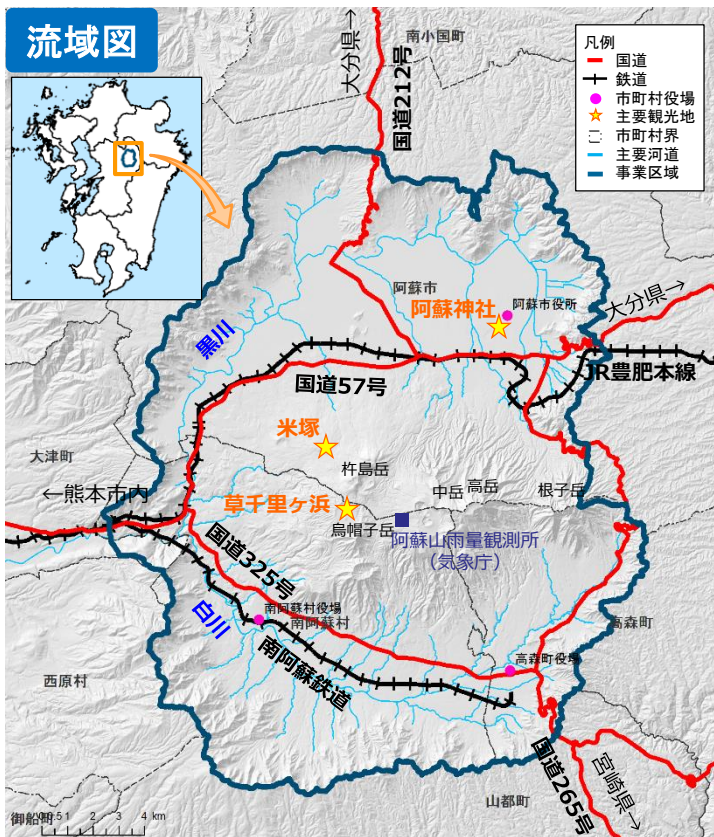 流域図
凡例
国道
鉄道
市町村役場
主要観光地
市町村界
主要河道
事業区域
大分県→
国道212号
南小国町
阿蘇市
阿蘇市役所
阿蘇神社
大分県→
黒川
国道57号
JR豊肥本線
米塚
大津町
杵島岳
←熊本市内
中岳
高岳
根子岳
草千里ヶ浜
烏帽子岳
阿蘇山雨量観測所
(気象庁)
国道325号
白川
南阿蘇村役場
南阿蘇村
高森町
高森町役場
南阿蘇鉄道
西原村
国道265号
宮崎県→
山都町
御船町
0 0.5 1 2 3 4 km